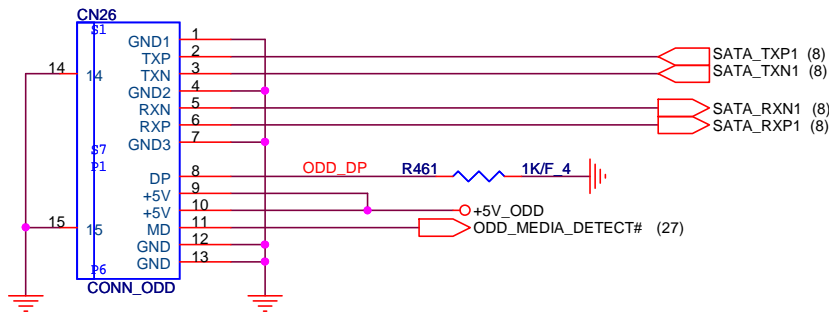 CN26
S1
GND1 1
TXP 2 SATA_TXP1 (8)
14 14 TXN 3 SATA_TXN1 (8)
GND2 4
RXN 5 SATA_RXN1 (8)
RXP 6 SATA_RXP1 (8)
S7 GND3 7
P1
DP 8 ODD_DP R461 1K/F_4
+5V 9
+5V 10 +5V_ODD
15 15 MD 11 ODD_MEDIA_DETECT# (27)
GND 12
P6 GND 13
CONN_ODD